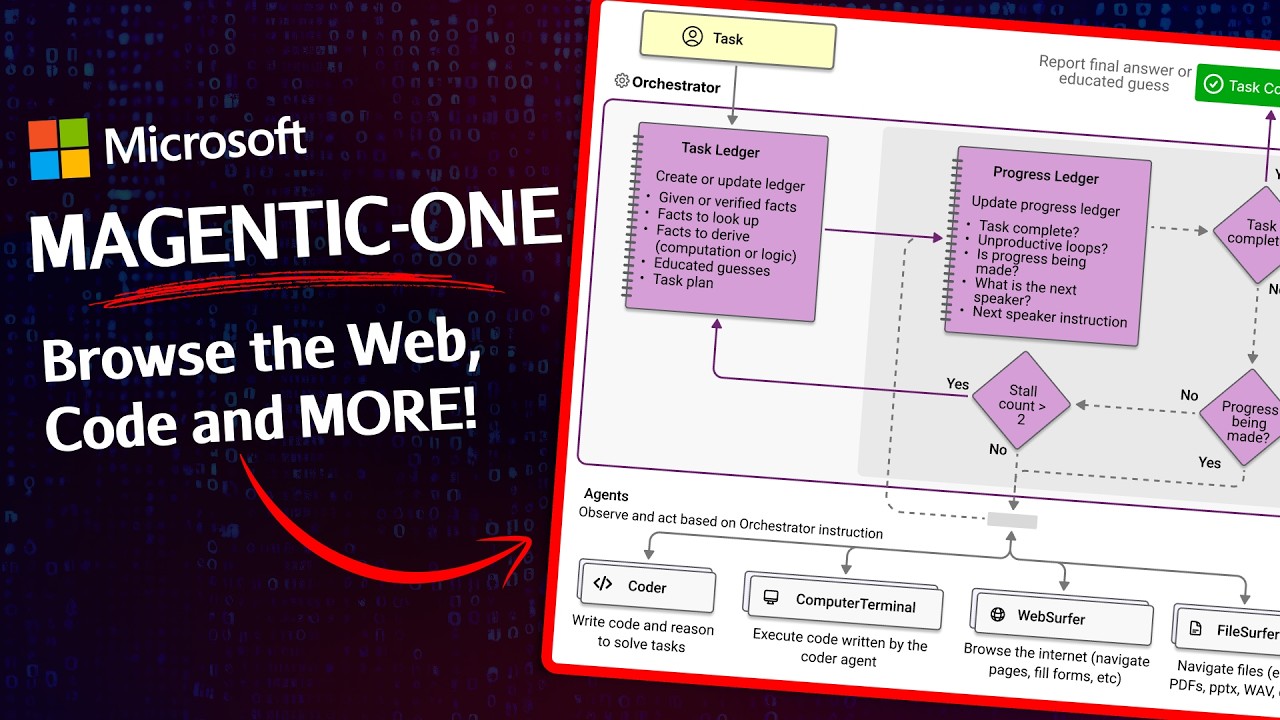 Microsoft
MAGENTIC-ONE
Browse the Web,
Code and MORE!
Task
Orchestrator
Report final answer or
educated guess
Task Co
Task Ledger
Create or update ledger
• Given or verified facts
• Facts to look up
• Facts to derive
(computation or logic)
• Educated guesses
• Task plan
Progress Ledger
Update progress ledger
• Task complete?
• Unproductive loops?
• Is progress being
made?
• What is the next
speaker?
• Next speaker instruction
Task
complet
Stall
count >
2
Yes
No
Progress
being
made?
No
Yes
Agents
Observe and act based on Orchestrator instruction
Coder
Write code and reason
to solve tasks
ComputerTerminal
Execute code written by the
coder agent
WebSurfer
Browse the internet (navigate
pages, fill forms, etc)
FileSurfer
Navigate files (e
PDFs, pptx, WAV,